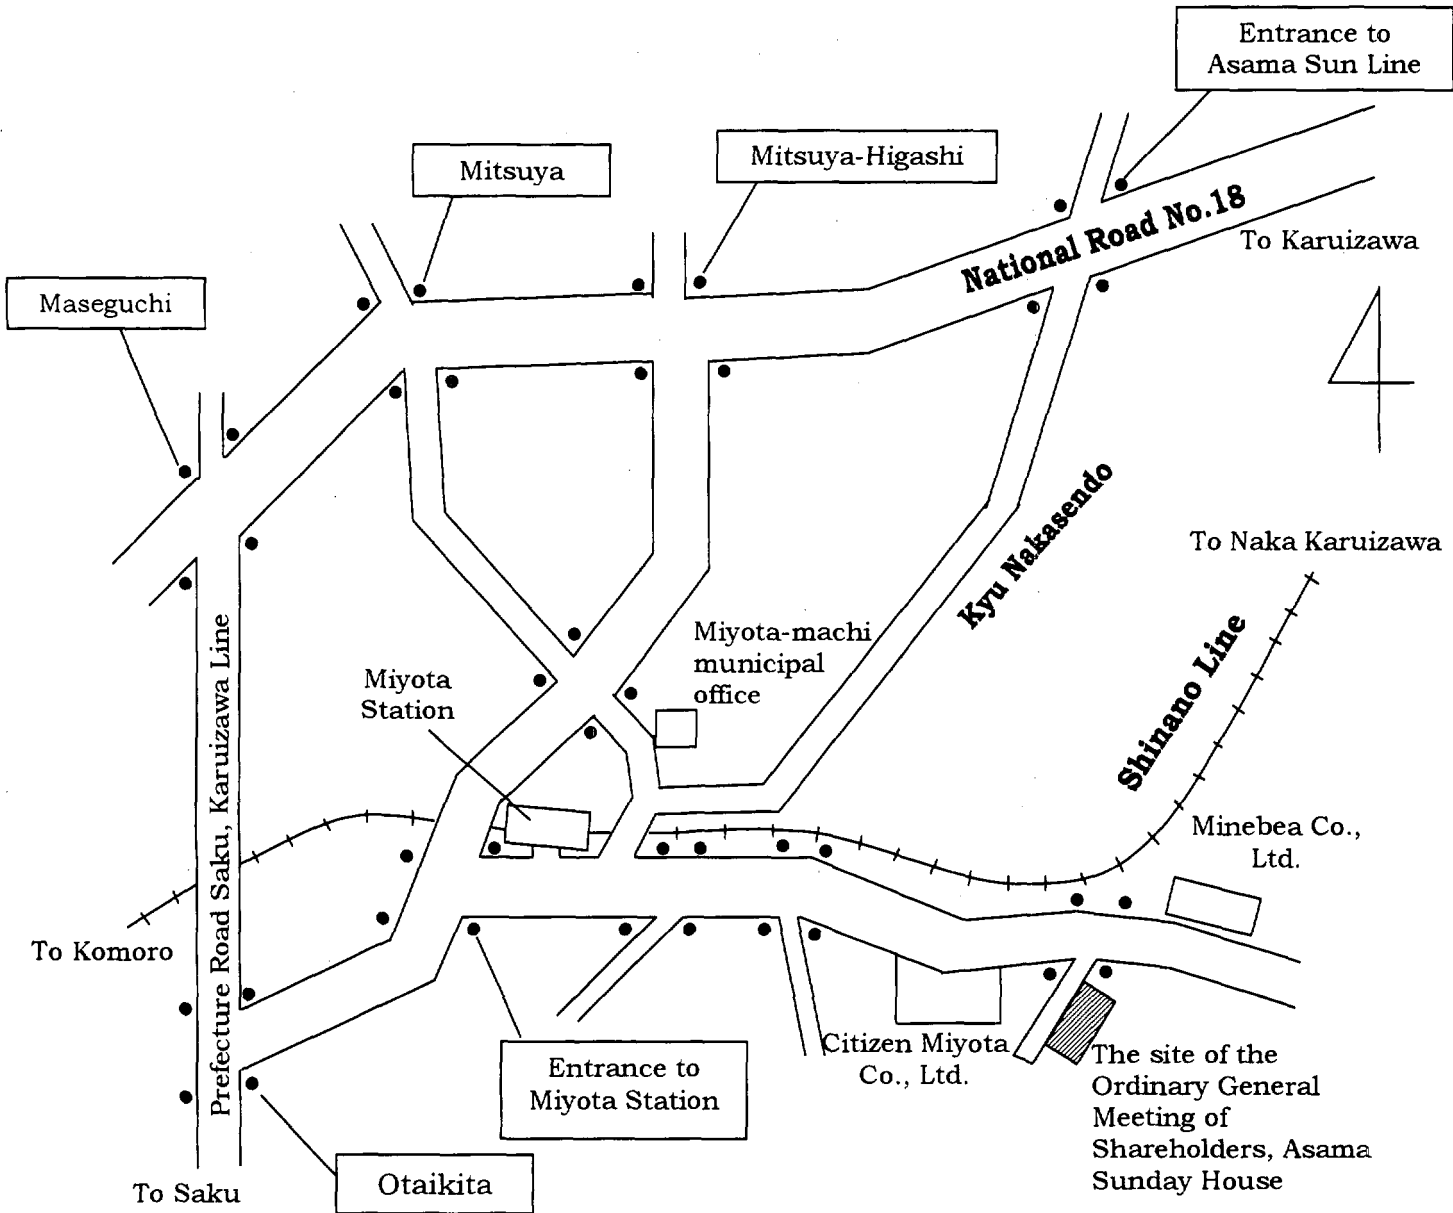 Entrance to
Asama Sun Line
Mitsuya
Mitsuya-Higashi
National Road No.18
To Karuizawa
Maseguchi
Kyu Nakasendo
To Naka Karuizawa
Shinano Line
Miyota-machi
municipal
office
Miyota
Station
Prefecture Road Saku, Karuizawa Line
Minebea Co.,
Ltd.
To Komoro
Entrance to
Miyota Station
Citizen Miyota
Co., Ltd.
The site of the
Ordinary General
Meeting of
Shareholders, Asama
Sunday House
Otaikita
To Saku